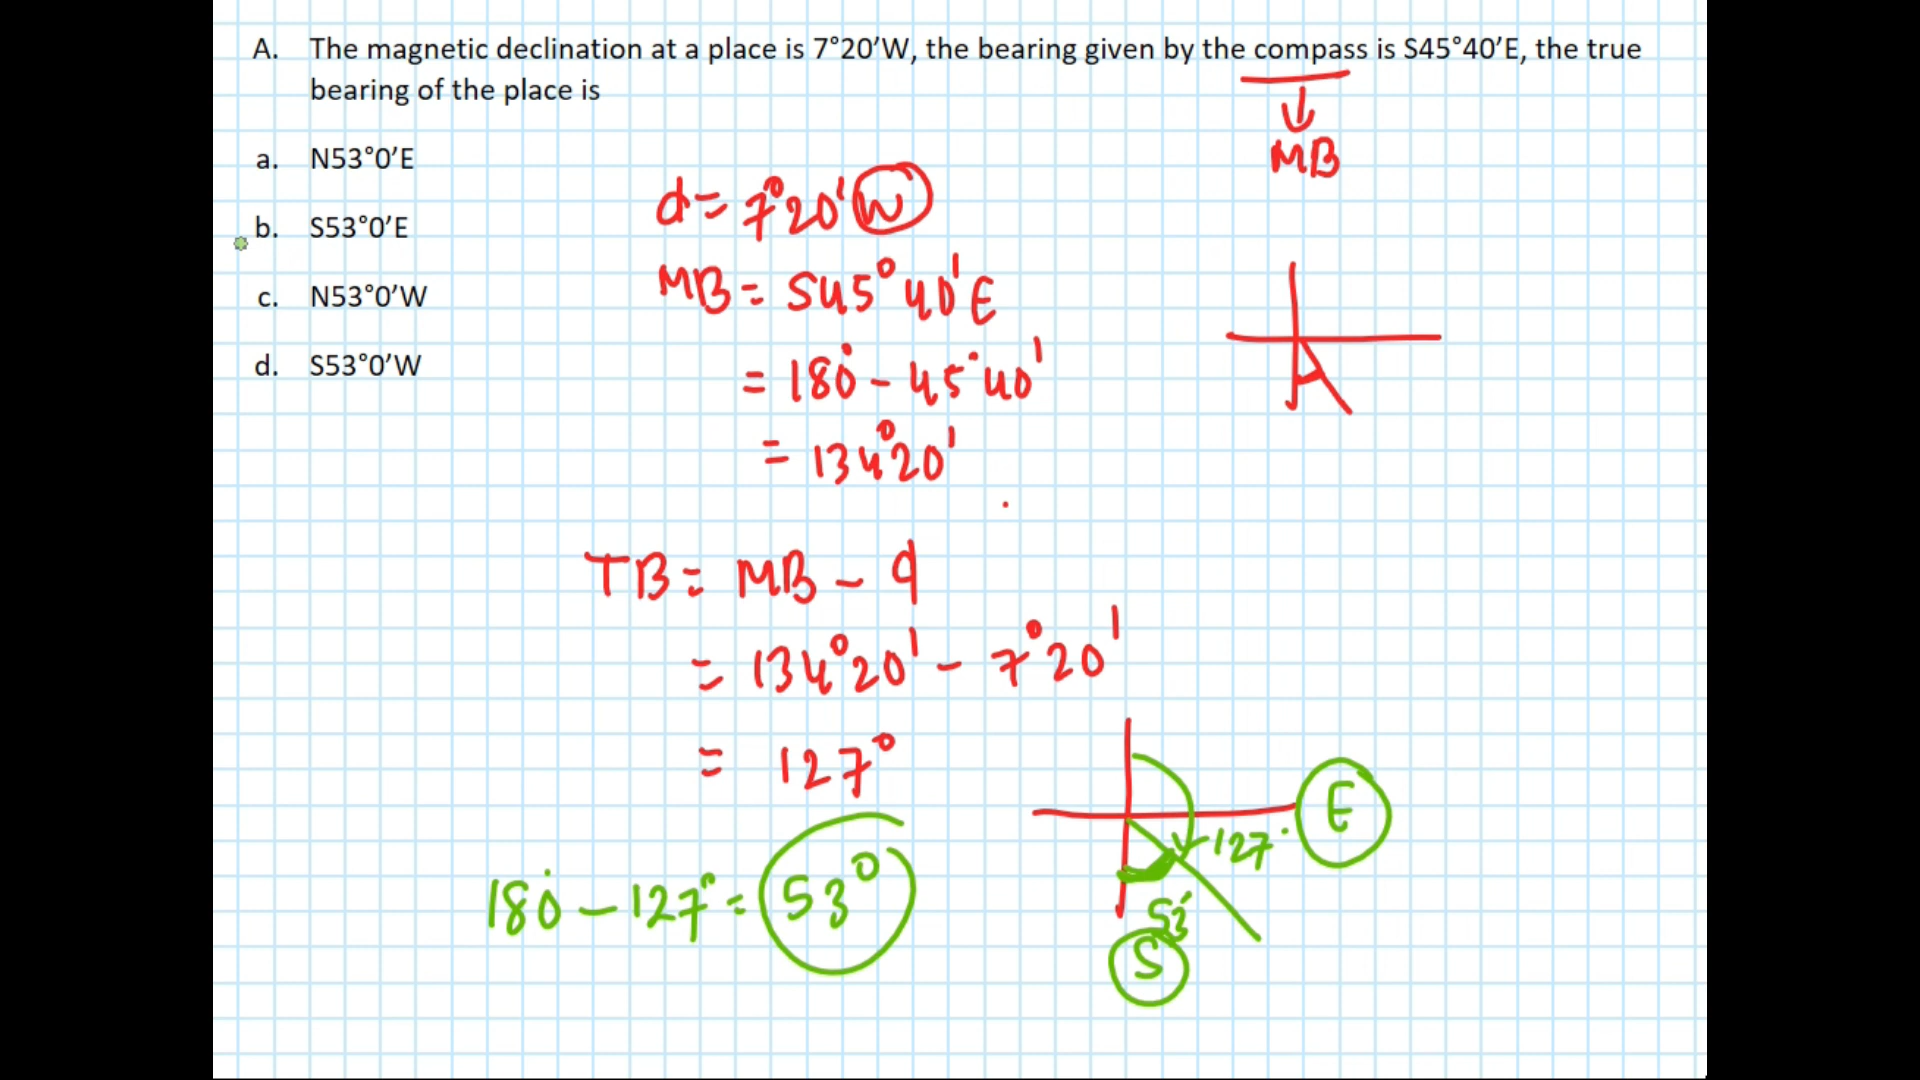 A. The magnetic declination at a place is 7°20’W, the bearing given by the compass is S45°40’E, the true
bearing of the place is
MB
a. N53°0’E
d = 7°20' W
b. S53°0’E
MB = S45°40'E
c. N53°0’W
d. S53°0’W
= 180° - 45°40'
= 134°20'
TB = MB - d
= 134°20' - 7°20'
= 127°
E
127°
180° - 127° = 53°
53°
S